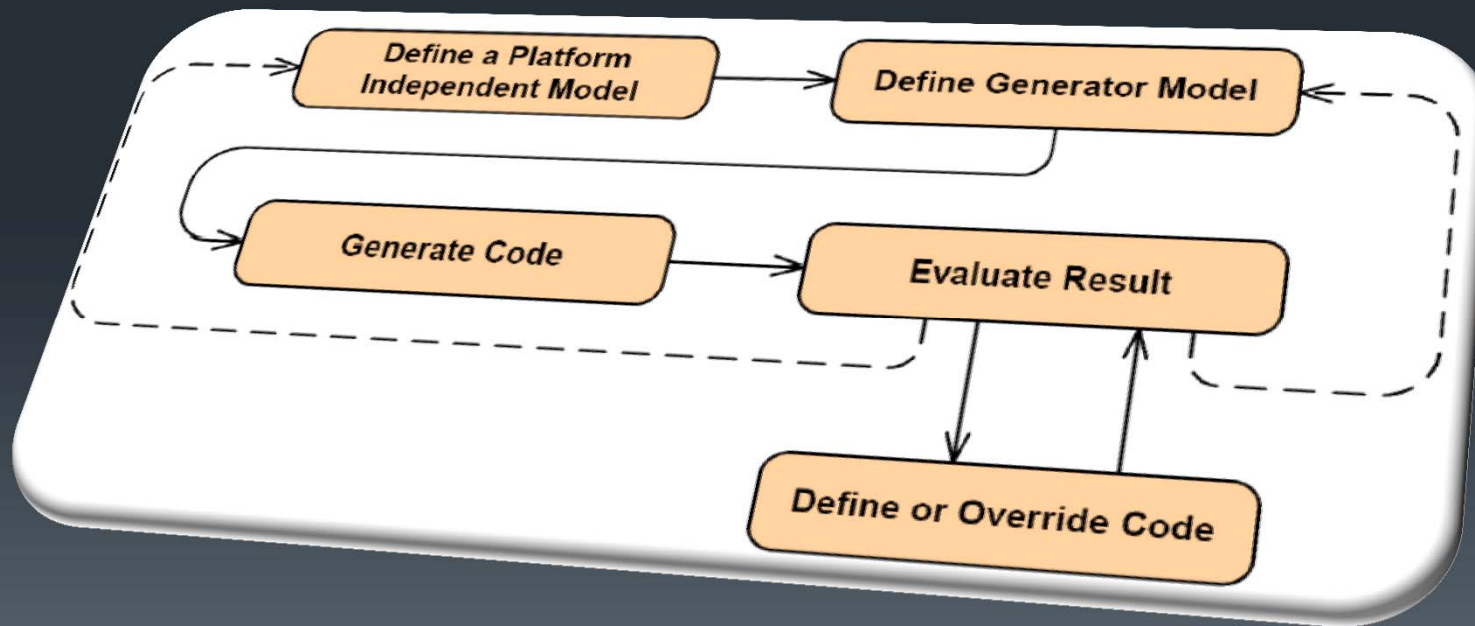 Define a Platform
Independent Model
Define Generator Model
Generate Code
Evaluate Result
Define or Override Code